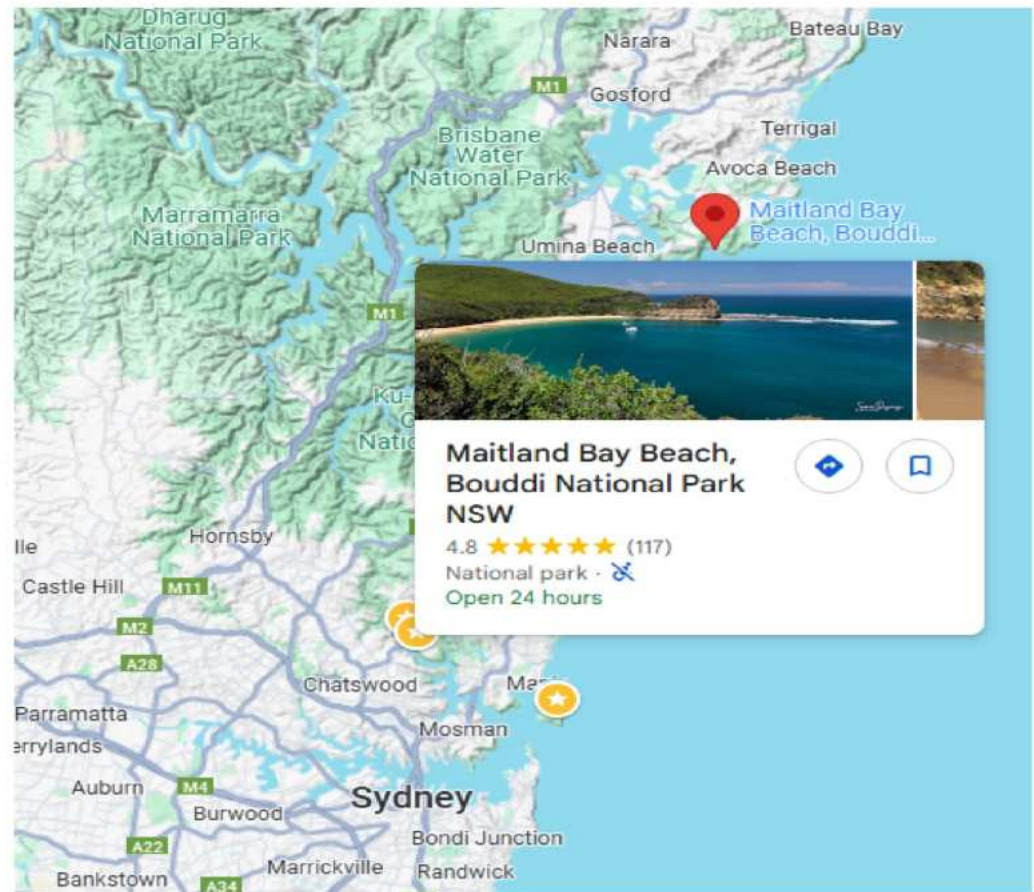 Dharug
National Park
Narara
Bateau Bay
M1
Gosford
Brisbane
Water
National Park
Terrigal
Avoca Beach
Marramarra
National Park
Maitland Bay
Beach, Bouddi...
Umina Beach
M1
Ku-
Natio
Maitland Bay Beach,
Bouddi National Park
NSW
4.8 (117)
National park ·
Open 24 hours
Hornsby
lle
Castle Hill
M11
M2
A28
Chatswood
Parramatta
Mosman
errylands
Auburn
M4
Sydney
Burwood
Bondi Junction
A22
Marrickville
Randwick
Bankstown
A34